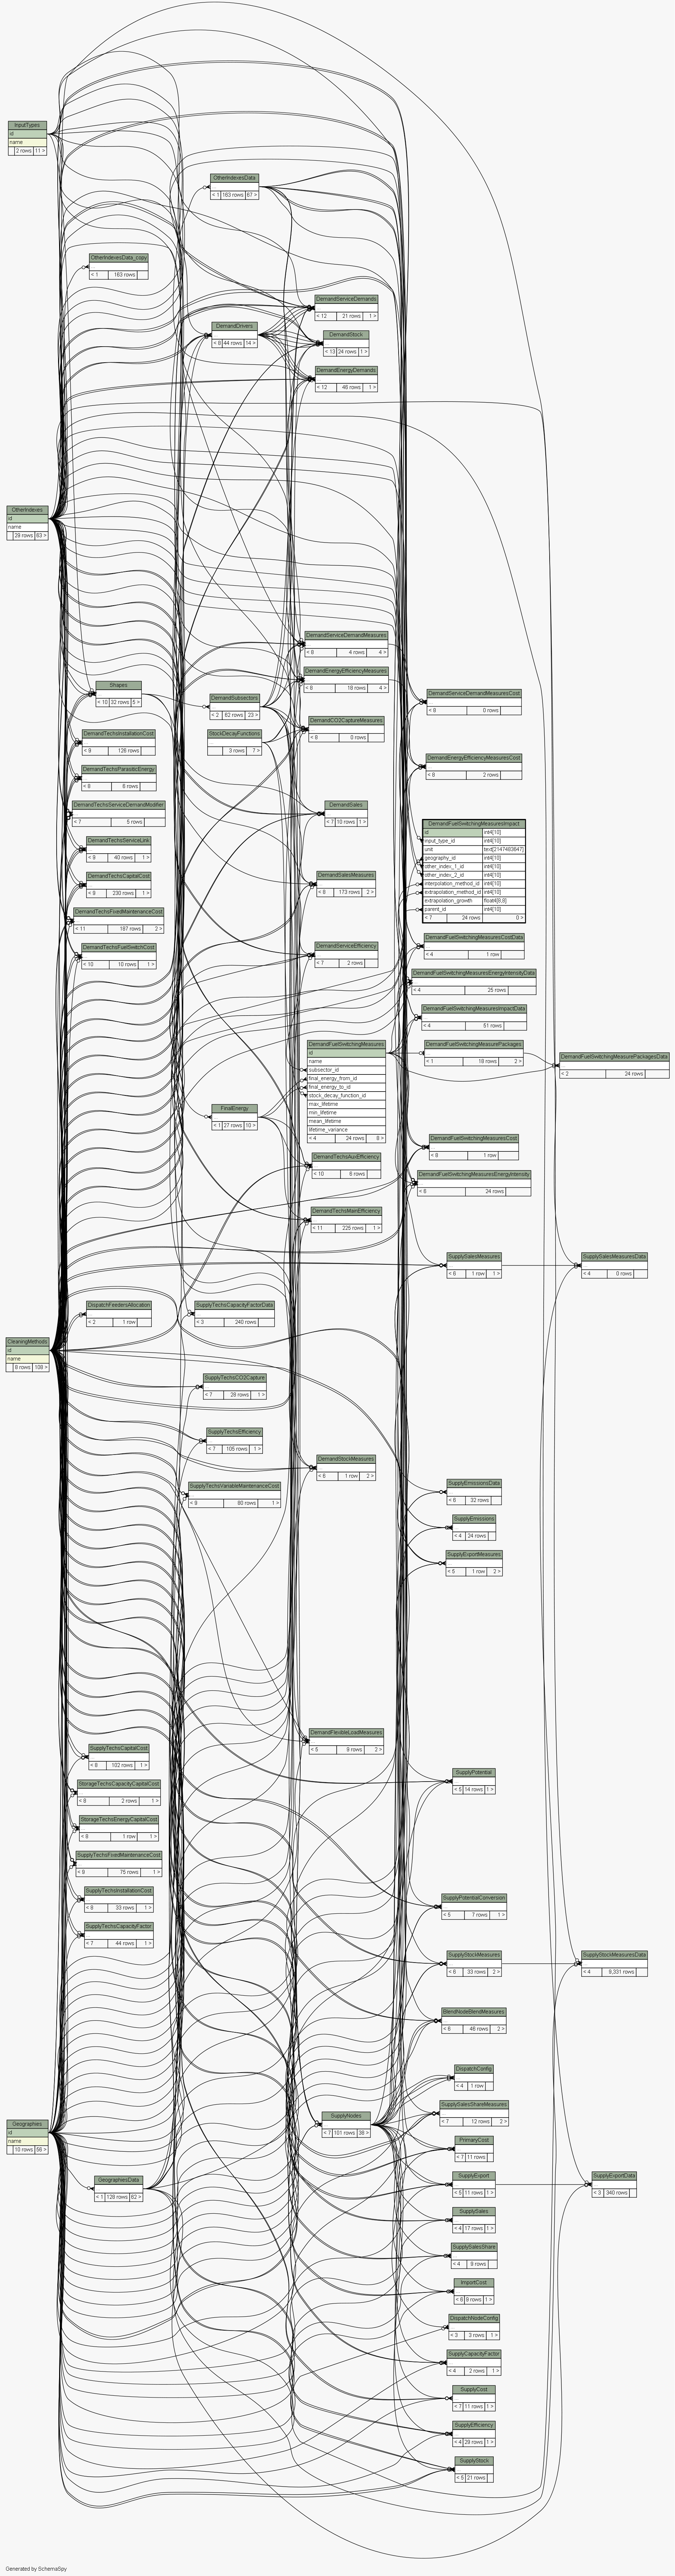 InputTypes
id
name
2 rows 11 >
OtherIndexesData
< 1 163 rows 67 >
OtherIndexesData_copy
< 1 163 rows
DemandServiceDemands
< 12 21 rows 1 >
DemandDrivers
< 8 44 rows 14 >
DemandStock
< 13 24 rows 1 >
DemandEnergyDemands
< 12 46 rows 1 >
OtherIndexes
id
name
28 rows 63 >
DemandServiceDemandMeasures
< 8 4 rows 4 >
DemandEnergyEfficiencyMeasures
< 8 18 rows 4 >
Shapes
< 10 32 rows 5 >
DemandSubsectors
< 2 62 rows 23 >
DemandServiceDemandMeasuresCost
< 8 0 rows
DemandCO2CaptureMeasures
< 8 0 rows
DemandTechsInstallationCost
< 8 126 rows
StockDecayFunctions
3 rows 7 >
DemandEnergyEfficiencyMeasuresCost
< 8 2 rows
DemandTechsParasiticEnergy
< 8 6 rows
DemandTechsServiceDemandModifier
< 7 5 rows
DemandSales
< 7 10 rows 1 >
DemandFuelSwitchingMeasuresImpact
id int4[10]
input_type_id int4[10]
unit text[2147483647]
geography_id int4[10]
other_index_1_id int4[10]
other_index_2_id int4[10]
interpolation_method_id int4[10]
extrapolation_method_id int4[10]
extrapolation_growth float4[8,8]
parent_id int4[10]
< 7 24 rows 0 >
DemandTechsServiceLink
< 9 40 rows 1 >
DemandTechsCapitalCost
< 8 230 rows 1 >
DemandSalesMeasures
< 8 173 rows 2 >
DemandTechsFixedMaintenanceCost
< 11 187 rows 2 >
DemandTechsFuelSwitchCost
< 10 10 rows 1 >
DemandServiceEfficiency
< 7 2 rows
DemandFuelSwitchingMeasuresCostData
< 4 1 row
DemandFuelSwitchingMeasuresEnergyIntensityData
< 4 25 rows
DemandFuelSwitchingMeasuresImpactData
< 4 51 rows
DemandFuelSwitchingMeasures
id
name
subsector_id
final_energy_from_id
final_energy_to_id
stock_decay_function_id
max_lifetime
min_lifetime
mean_lifetime
lifetime_variance
< 4 24 rows 8 >
DemandFuelSwitchingMeasurePackages
< 1 18 rows 2 >
DemandFuelSwitchingMeasurePackagesData
< 2 24 rows
FinalEnergy
< 1 27 rows 10 >
DemandFuelSwitchingMeasuresCost
< 8 1 row
DemandTechsAuxEfficiency
< 10 6 rows
DemandFuelSwitchingMeasuresEnergyIntensity
< 8 24 rows
DemandTechsMainEfficiency
< 11 225 rows 1 >
SupplySalesMeasures
< 6 1 row 1 >
SupplySalesMeasuresData
< 4 0 rows
DispatchFeedersAllocation
< 2 1 row
SupplyTechsCapacityFactorData
< 3 240 rows
CleaningMethods
id
name
8 rows 108 >
SupplyTechsCO2Capture
< 7 28 rows 1 >
SupplyTechsEfficiency
< 7 105 rows 1 >
DemandStockMeasures
< 8 1 row 2 >
SupplyTechsVariableMaintenanceCost
< 9 80 rows 1 >
SupplyEmissionsData
< 8 32 rows
SupplyEmissions
< 4 24 rows
SupplyExportMeasures
< 5 1 row 2 >
DemandFlexibleLoadMeasures
< 5 9 rows 2 >
SupplyTechsCapitalCost
< 8 102 rows 1 >
StorageTechsCapacityCapitalCost
< 8 2 rows 1 >
StorageTechsEnergyCapitalCost
< 8 1 row 1 >
SupplyTechsFixedMaintenanceCost
< 9 75 rows 1 >
SupplyTechsInstallationCost
< 8 33 rows 1 >
SupplyTechsCapacityFactor
< 7 44 rows 1 >
SupplyPotential
< 5 14 rows 1 >
SupplyPotentialConversion
< 5 7 rows 1 >
SupplyStockMeasures
< 6 33 rows 2 >
SupplyStockMeasuresData
< 4 9,331 rows
BlendNodeBlendMeasures
< 6 46 rows 2 >
DispatchConfig
< 4 1 row
SupplySalesShareMeasures
< 7 12 rows 2 >
SupplyNodes
< 7 101 rows 38 >
Geographies
id
name
10 rows 56 >
PrimaryCost
< 7 11 rows
GeographiesData
< 1 128 rows 62 >
SupplyExport
< 5 11 rows 1 >
SupplyExportData
< 3 340 rows
SupplySales
< 4 17 rows 1 >
SupplySalesShare
< 4 9 rows
ImportCost
< 6 9 rows 1 >
DispatchNodeConfig
< 3 3 rows 1 >
SupplyCapacityFactor
< 4 2 rows 1 >
SupplyCost
< 7 11 rows 1 >
SupplyEfficiency
< 4 29 rows 1 >
SupplyStock
< 5 21 rows
Generated by SchemaSpy